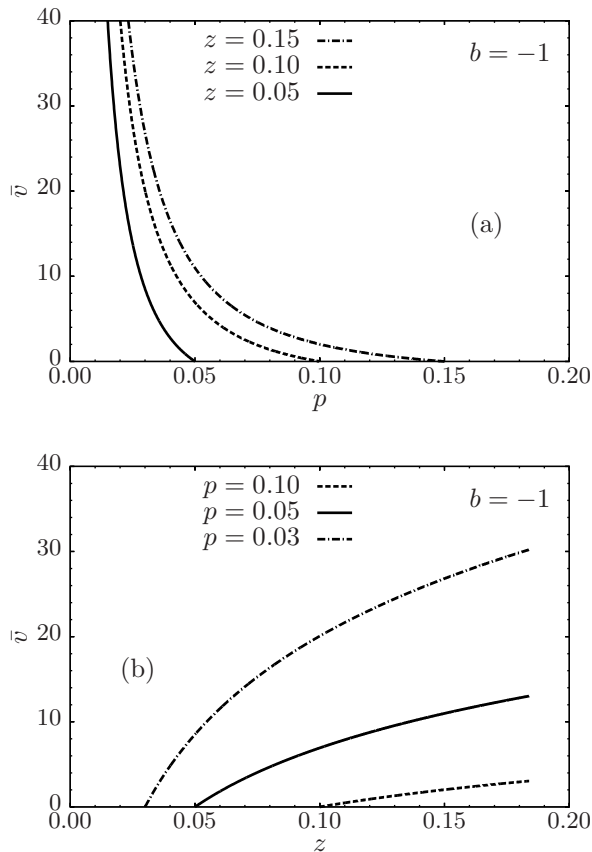 40
30
20
10
0
v̄
z = 0.15
z = 0.10
z = 0.05
b = −1
(a)
0.00 0.05 0.10 0.15 0.20
p
40
30
20
10
0
v̄
p = 0.10
p = 0.05
p = 0.03
b = −1
(b)
0.00 0.05 0.10 0.15 0.20
z